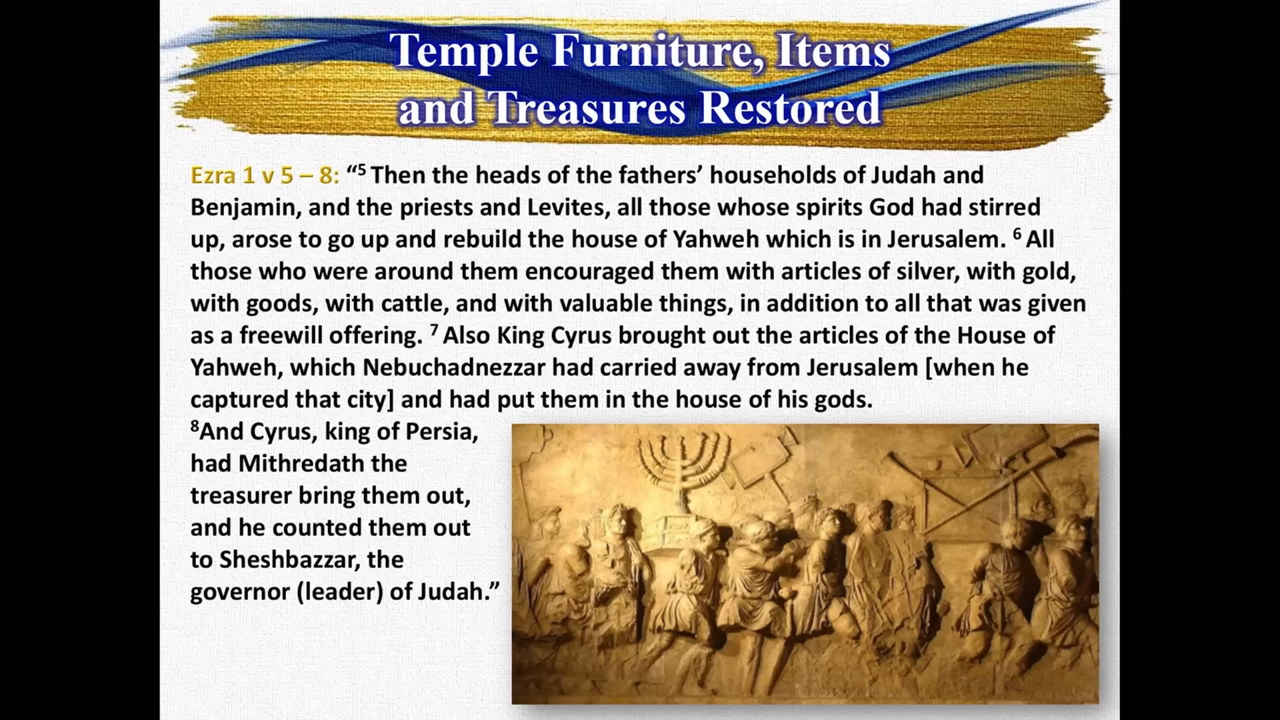 Temple Furniture, Items
and Treasures Restored
Ezra 1 v 5 – 8: “⁵ Then the heads of the fathers’ households of Judah and
Benjamin, and the priests and Levites, all those whose spirits God had stirred
up, arose to go up and rebuild the house of Yahweh which is in Jerusalem. ⁶ All
those who were around them encouraged them with articles of silver, with gold,
with goods, with cattle, and with valuable things, in addition to all that was given
as a freewill offering. ⁷ Also King Cyrus brought out the articles of the House of
Yahweh, which Nebuchadnezzar had carried away from Jerusalem [when he
captured that city] and had put them in the house of his gods.
⁸And Cyrus, king of Persia,
had Mithredath the
treasurer bring them out,
and he counted them out
to Sheshbazzar, the
governor (leader) of Judah.”